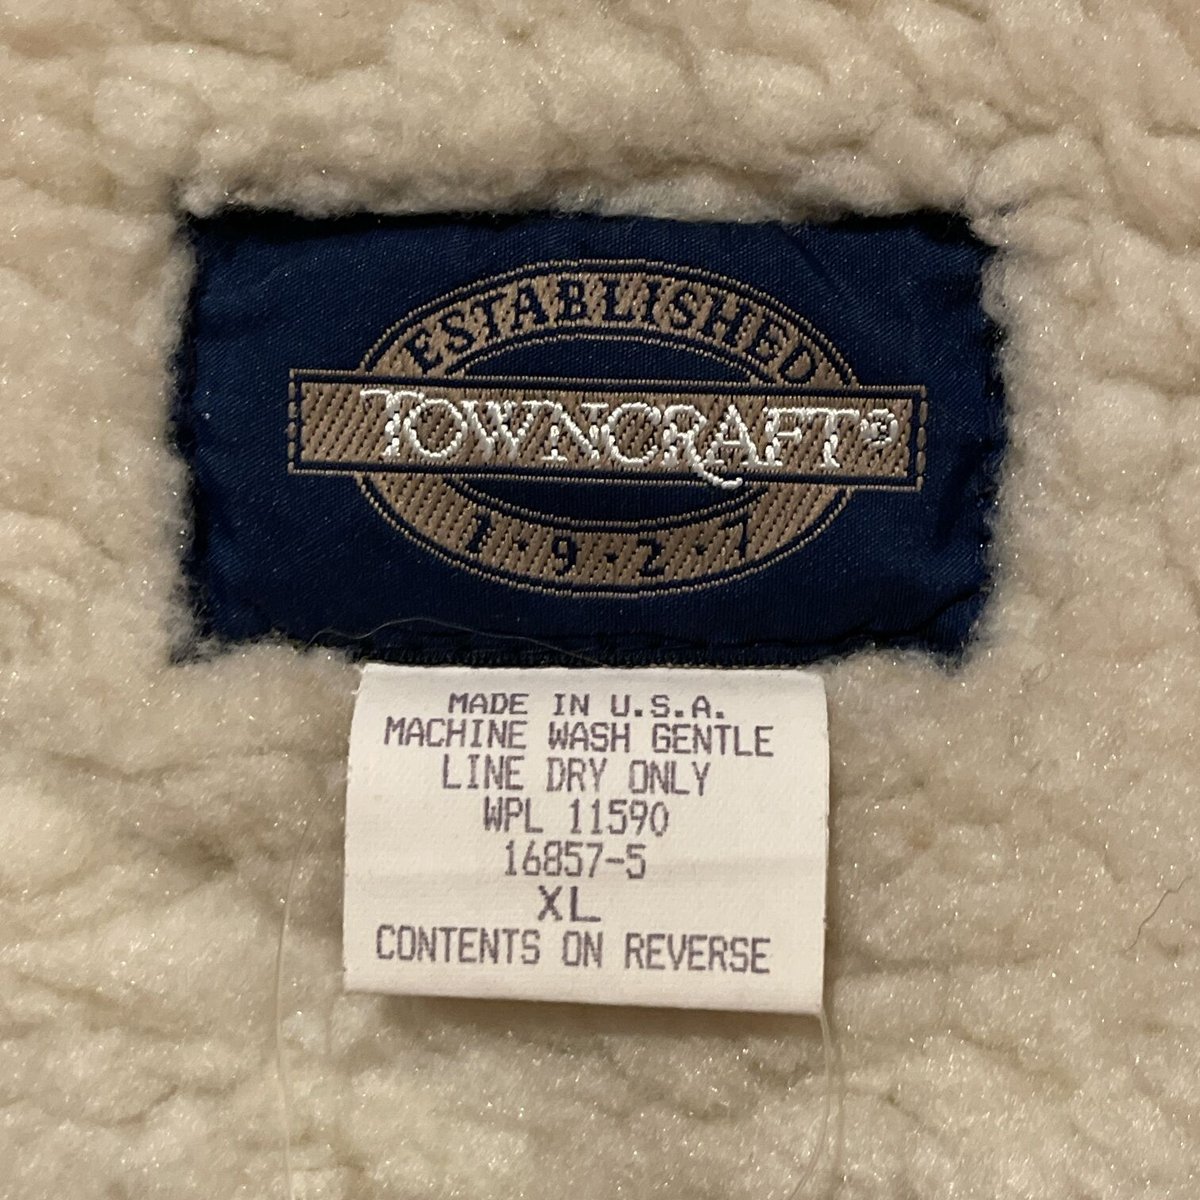 ESTABLISHED
TOWNCRAFT®
1·9·2·7
MADE IN U.S.A.
MACHINE WASH GENTLE
LINE DRY ONLY
WPL 11590
16857-5
XL
CONTENTS ON REVERSE